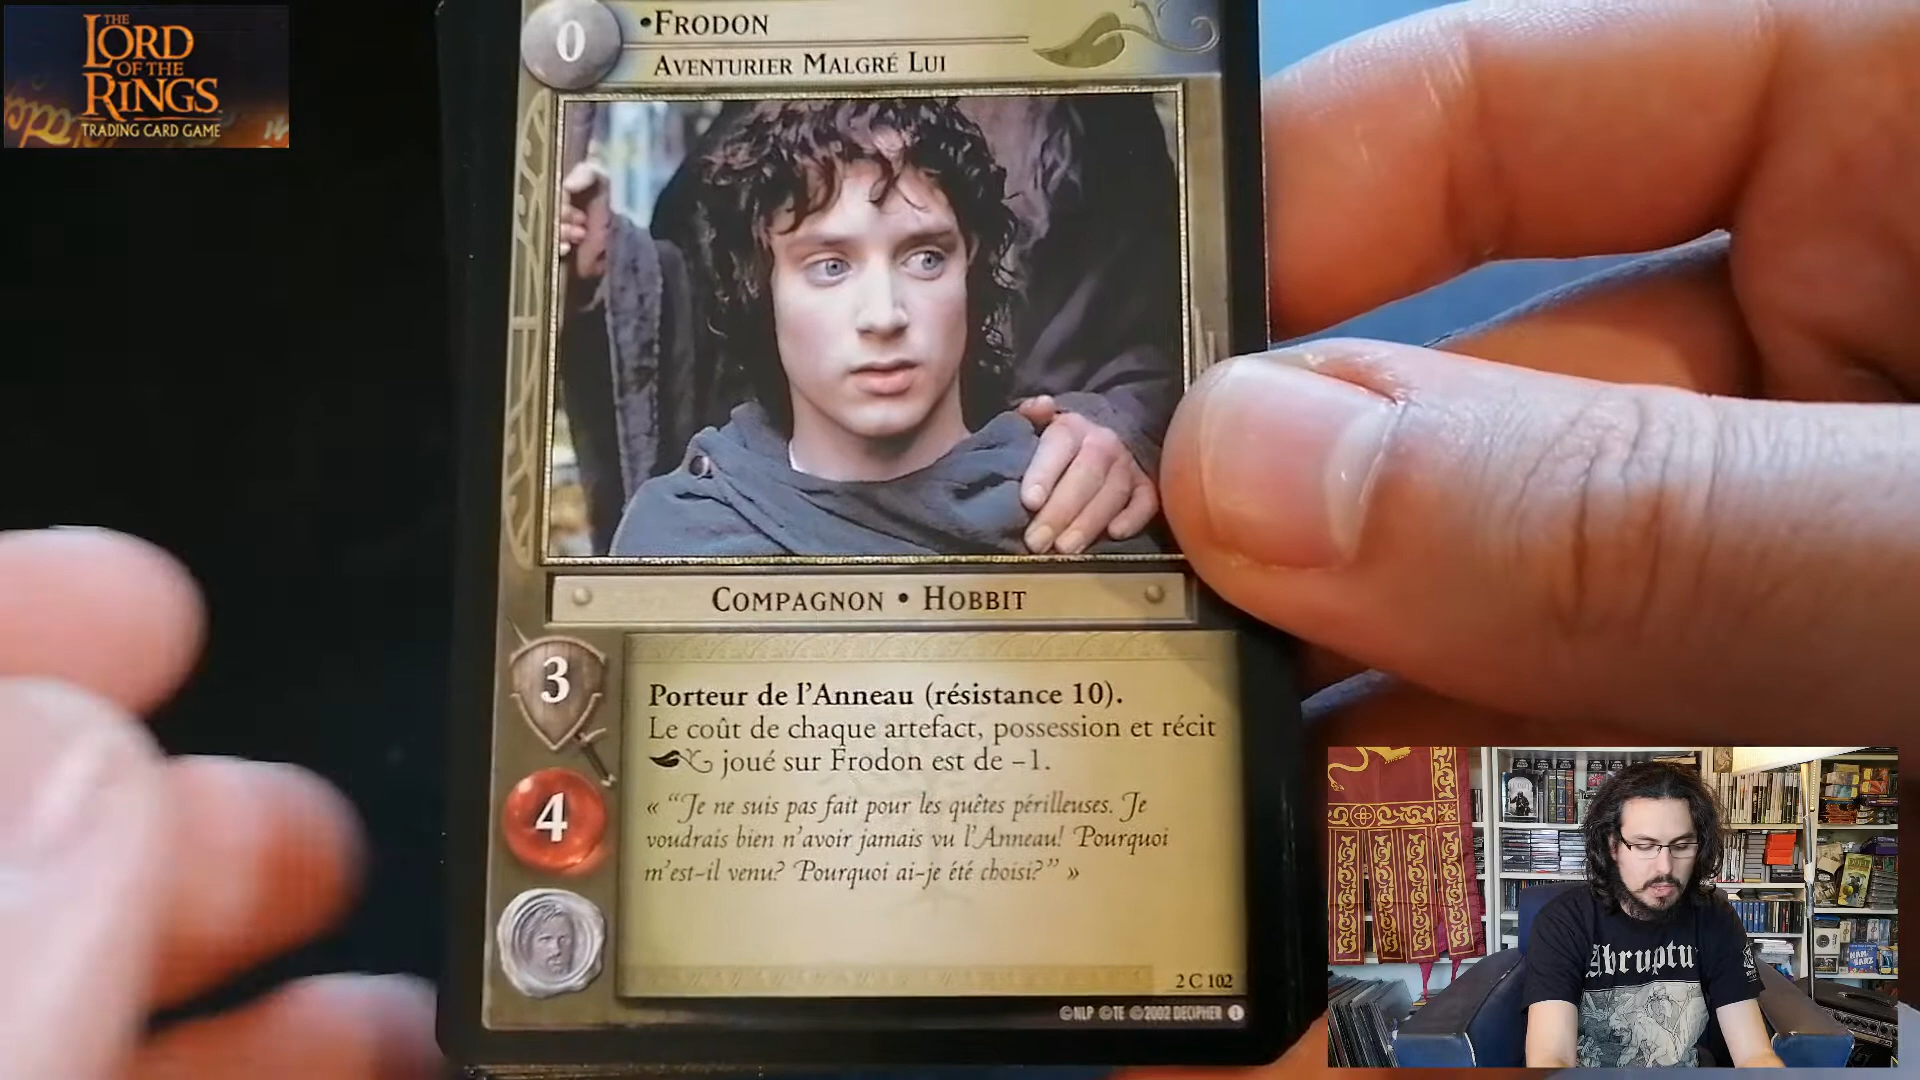 THE
LORD
OF THE
RINGS
TRADING CARD GAME
0
•FRODON
AVENTURIER MALGRÉ LUI
COMPAGNON • HOBBIT
3
Porteur de l'Anneau (résistance 10).
Le coût de chaque artefact, possession et récit
joué sur Frodon est de –1.
4
« “Je ne suis pas fait pour les quêtes périlleuses. Je
voudrais bien n'avoir jamais vu l'Anneau! Pourquoi
m'est-il venu? Pourquoi ai-je été choisi?” »
2 C 102
©NLP ©TE ©2002 DECIPHER
Abruptu